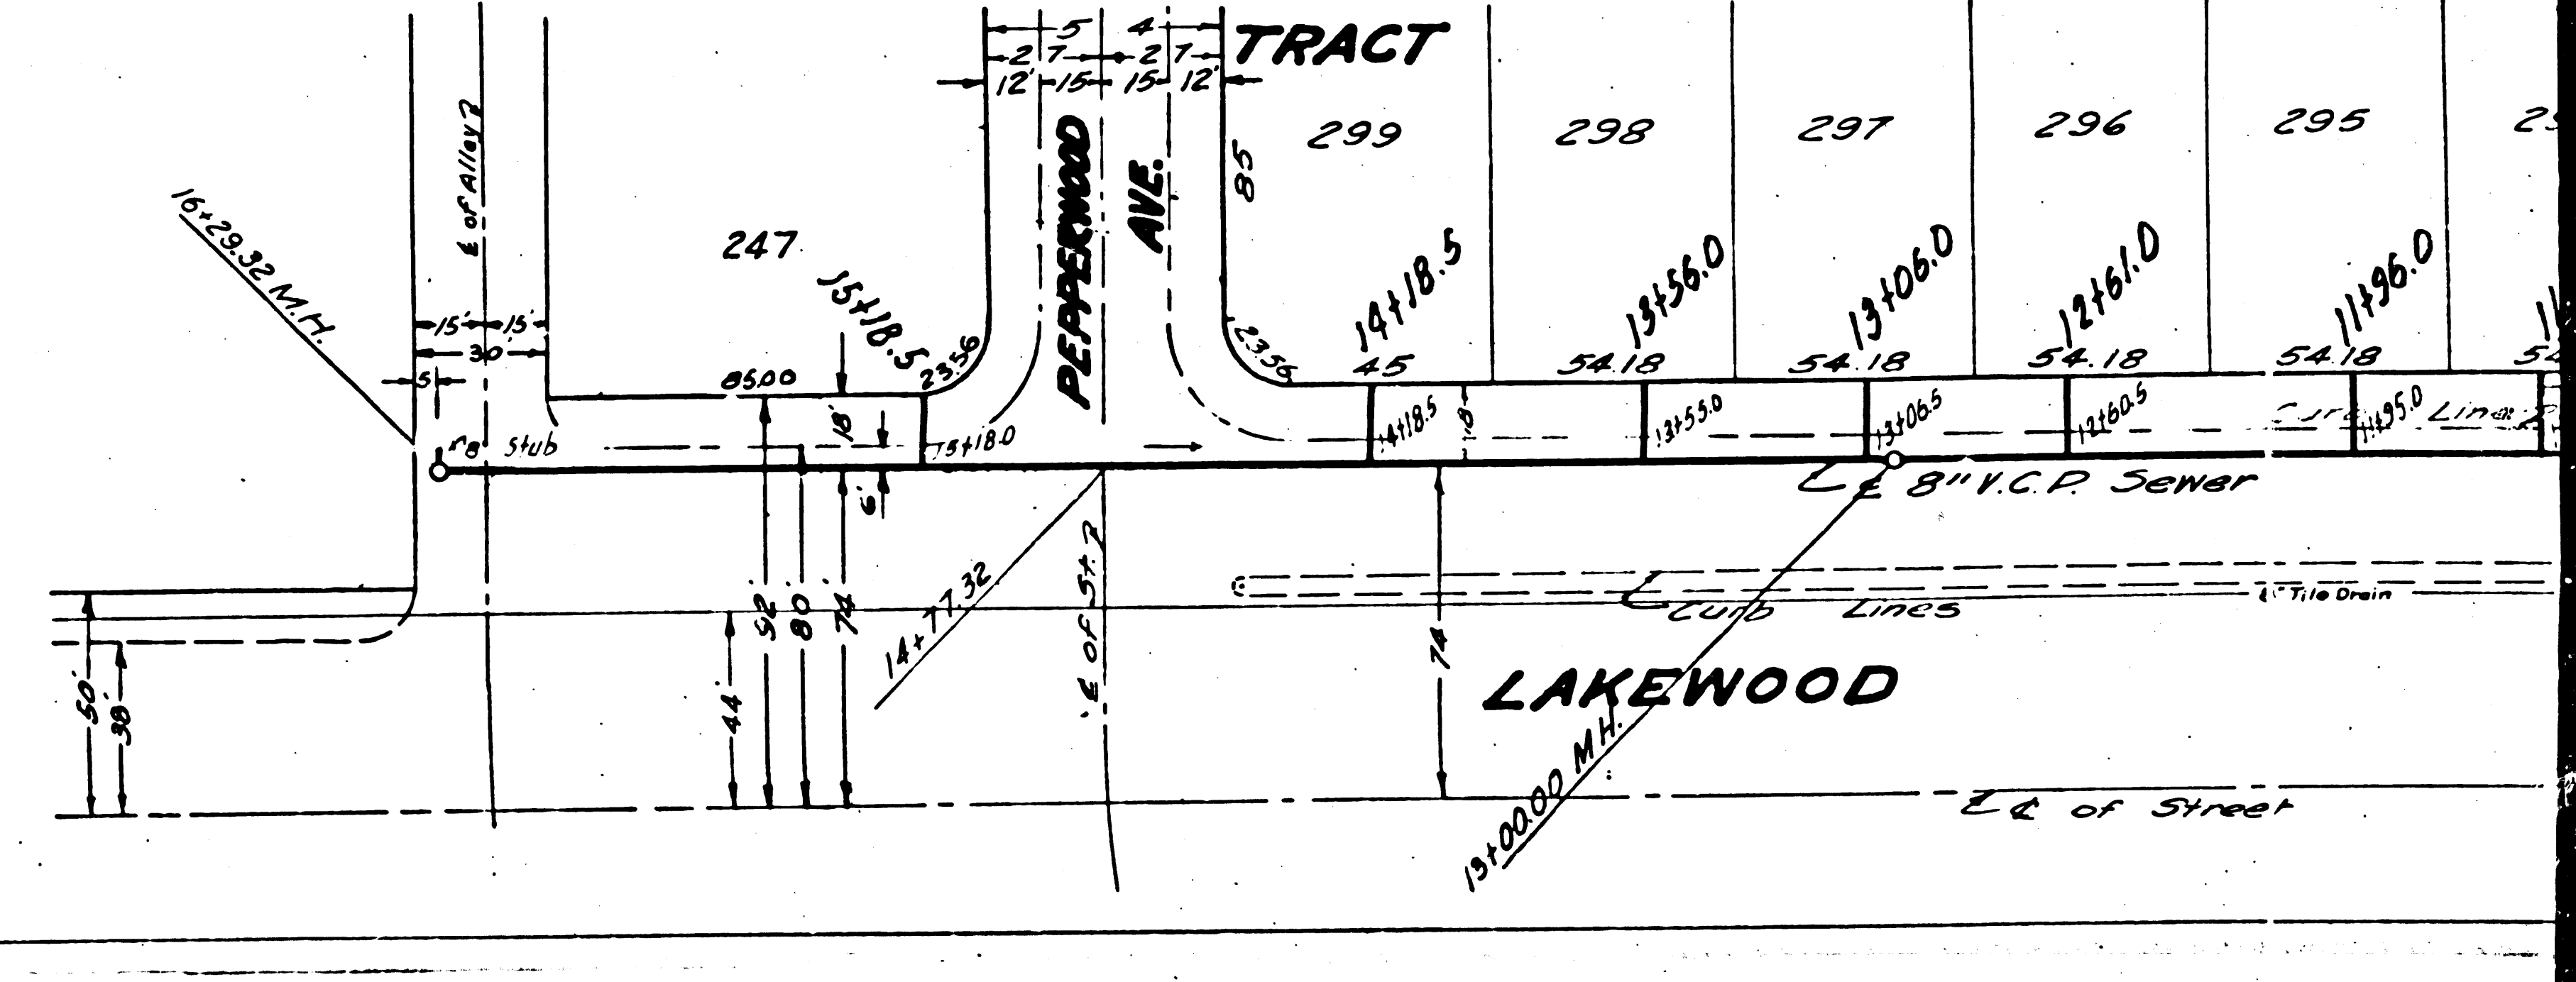 5 4
TRACT
27 27
12' 15 15 12'
299
298
297
296
295
℄ of Alley
PEPPERWOOD
AVE.
85
16+29.32 M.H.
247
15+18.5
14+18.5
13+56.0
13+06.0
12+61.0
11+96.0
15' 15'
30'
5
85.00
23.56
23.56
45
54.18
54.18
54.18
54.18
18'
8" Stub
15+18.0
14+18.5
18'
13+55.0
13+06.5
12+60.5
11+95.0
Curb Line
6'
℄ 8" V.C.P. Sewer
14+77.32
℄ OF ST.
Curb Lines
Tile Drain
50'
38'
44'
92'
80'
74'
74
LAKEWOOD
13+00.00 M.H.
℄ of Street